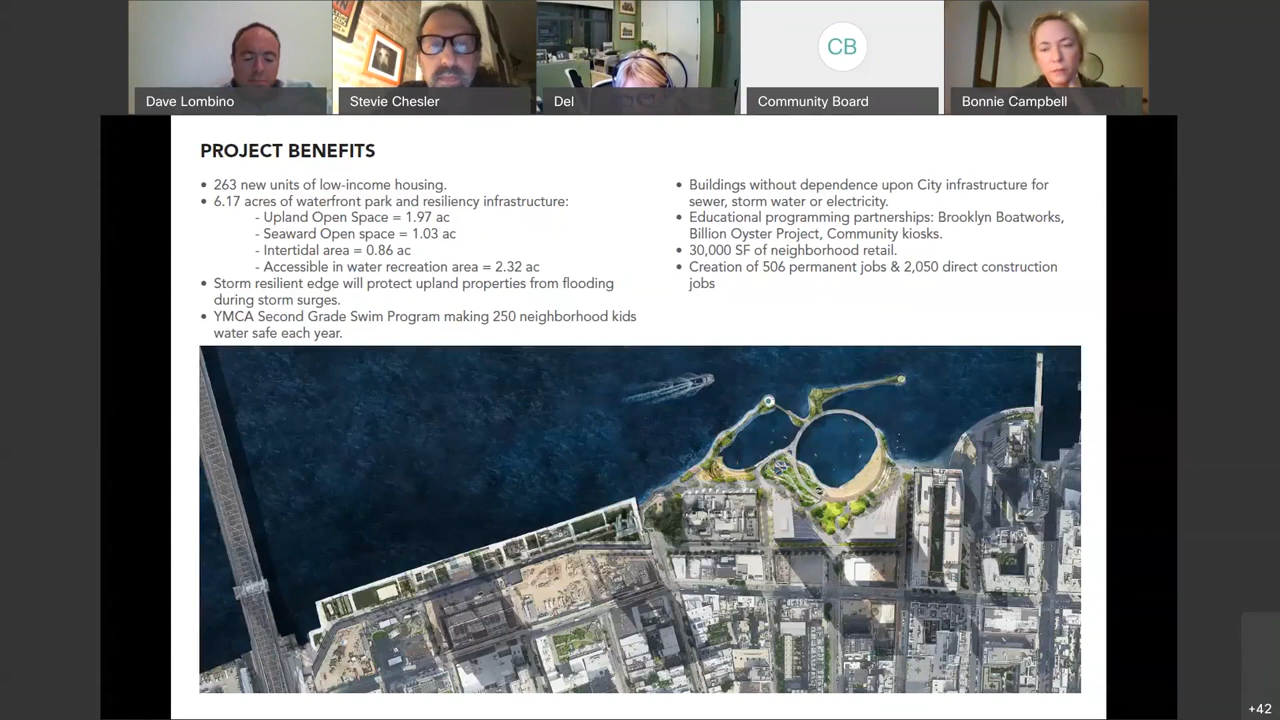 CB
Dave Lombino
Stevie Chesler
Del
Community Board
Bonnie Campbell
PROJECT BENEFITS
• 263 new units of low-income housing.
• 6.17 acres of waterfront park and resiliency infrastructure:
- Upland Open Space = 1.97 ac
- Seaward Open space = 1.03 ac
- Intertidal area = 0.86 ac
- Accessible in water recreation area = 2.32 ac
• Storm resilient edge will protect upland properties from flooding
during storm surges.
• YMCA Second Grade Swim Program making 250 neighborhood kids
water safe each year.
• Buildings without dependence upon City infrastructure for
sewer, storm water or electricity.
• Educational programming partnerships: Brooklyn Boatworks,
Billion Oyster Project, Community kiosks.
• 30,000 SF of neighborhood retail.
• Creation of 506 permanent jobs & 2,050 direct construction
jobs
+42